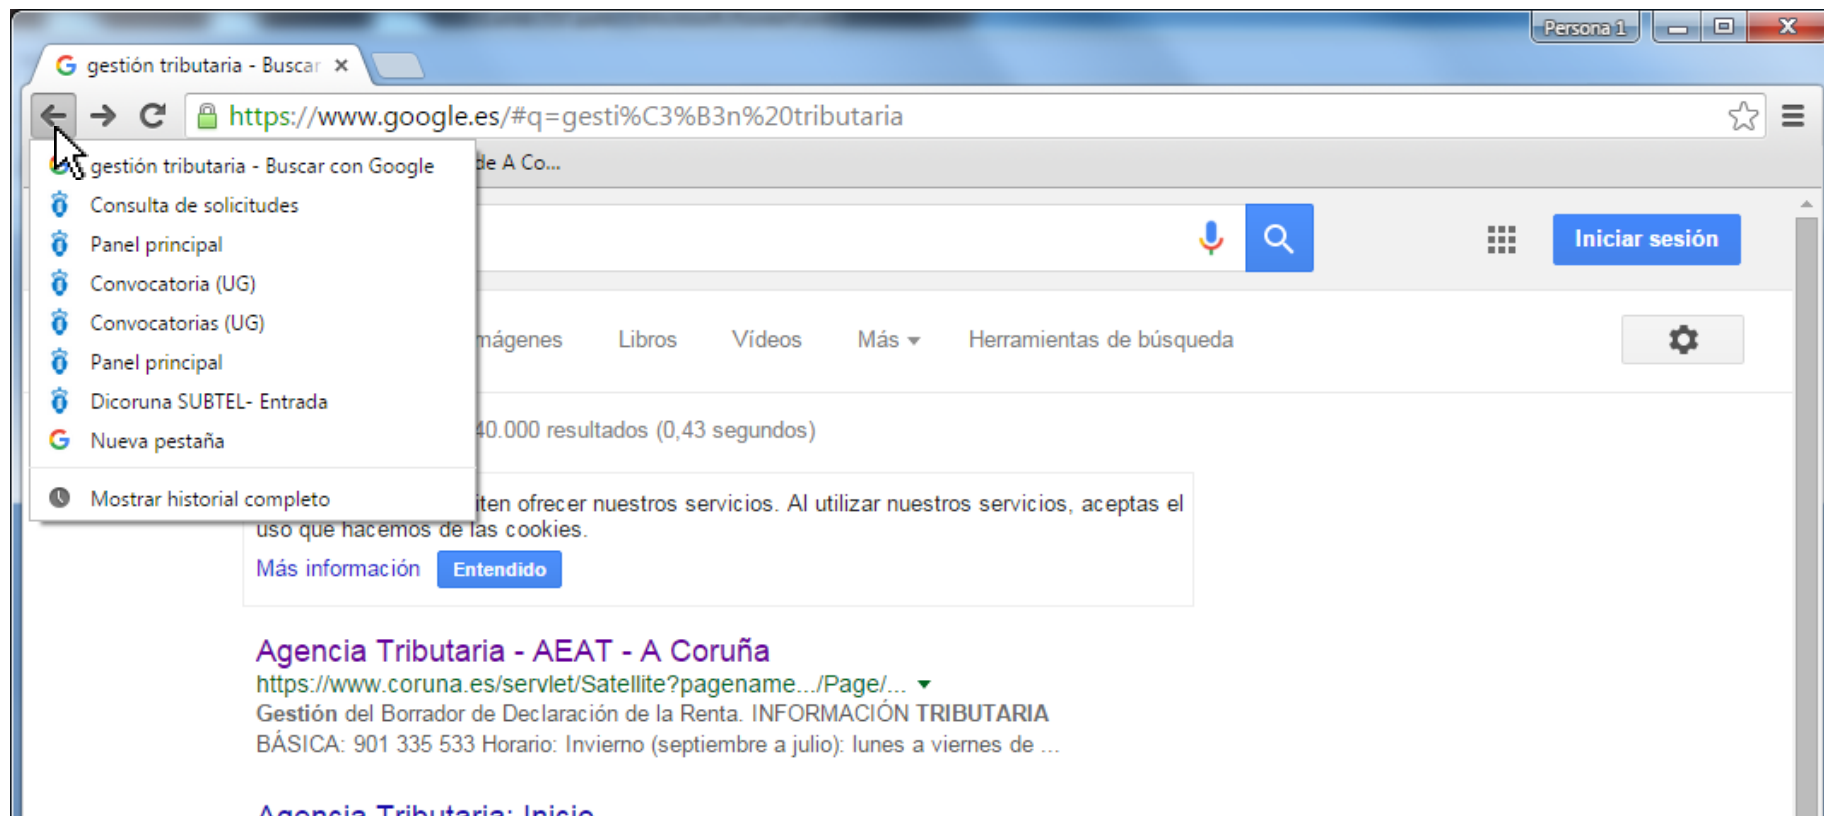 Persona 1
gestión tributaria - Buscar
https://www.google.es/#q=gesti%C3%B3n%20tributaria
de A Co...
gestión tributaria - Buscar con Google
Consulta de solicitudes
Panel principal
Convocatoria (UG)
Convocatorias (UG)
Panel principal
Dicoruna SUBTEL- Entrada
Nueva pestaña
Mostrar historial completo
Iniciar sesión
mágenes Libros Vídeos Más Herramientas de búsqueda
40.000 resultados (0,43 segundos)
iten ofrecer nuestros servicios. Al utilizar nuestros servicios, aceptas el
uso que hacemos de las cookies.
Más información Entendido
Agencia Tributaria - AEAT - A Coruña
https://www.coruna.es/servlet/Satellite?pagename.../Page/...
Gestión del Borrador de Declaración de la Renta. INFORMACIÓN TRIBUTARIA
BÁSICA: 901 335 533 Horario: Invierno (septiembre a julio): lunes a viernes de ...
Agencia Tributaria: Inicio